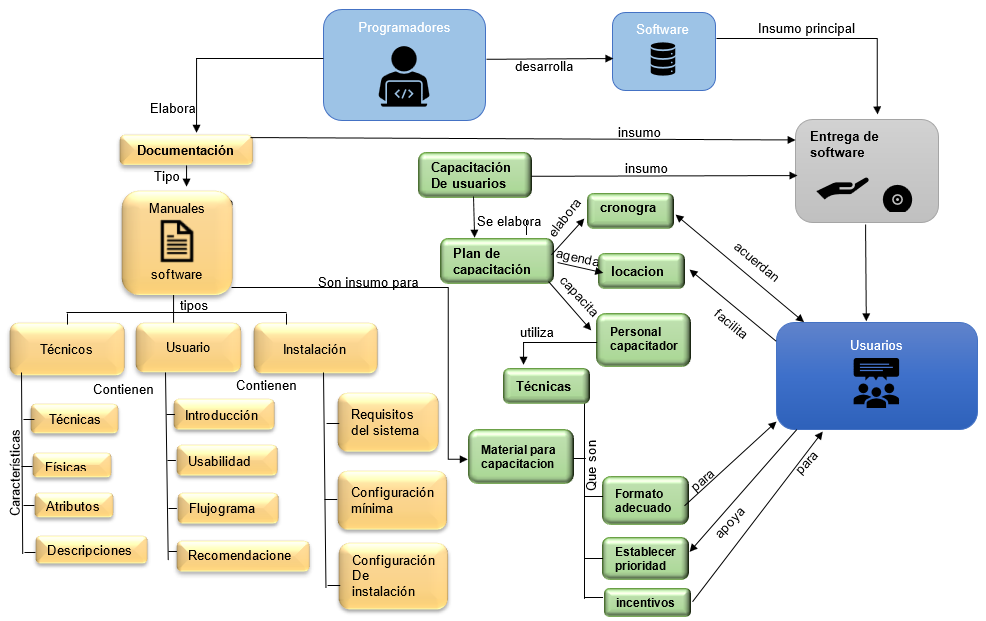 Programadores
Software
Insumo principal
desarrolla
Elabora
Documentación
insumo
Entrega de
software
Capacitación
De usuarios
insumo
Tipo
Manuales
software
Se elabora
elabora
cronogra
Plan de
capacitación
agenda
locacion
acuerdan
capacita
facilita
Son insumo para
tipos
Personal
capacitador
utiliza
Usuarios
Técnicos
Usuario
Instalación
Contienen
Contienen
Técnicas
Características
Técnicas
Físicas
Atributos
Descripciones
Introducción
Usabilidad
Flujograma
Recomendacione
Requisitos
del sistema
Configuración
mínima
Configuración
De
instalación
Material para
capacitacion
Que son
Formato
adecuado
para
Establecer
prioridad
apoya
incentivos
para